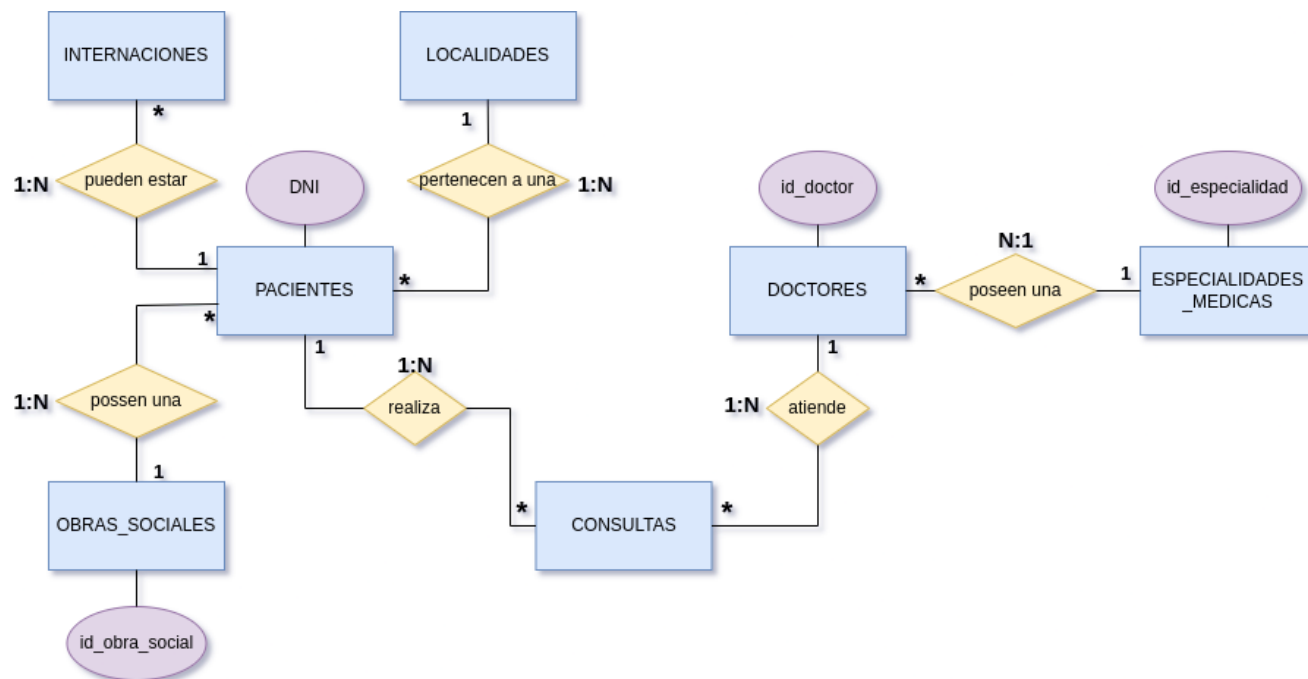 INTERNACIONES
LOCALIDADES
*
1
1:N
pueden estar
DNI
pertenecen a una
1:N
id_doctor
id_especialidad
1
PACIENTES
*
*
DOCTORES
*
N:1
poseen una
1
ESPECIALIDADES
_MEDICAS
1
1
1:N
possen una
1:N
realiza
1:N
atiende
1
OBRAS_SOCIALES
*
CONSULTAS
*
id_obra_social